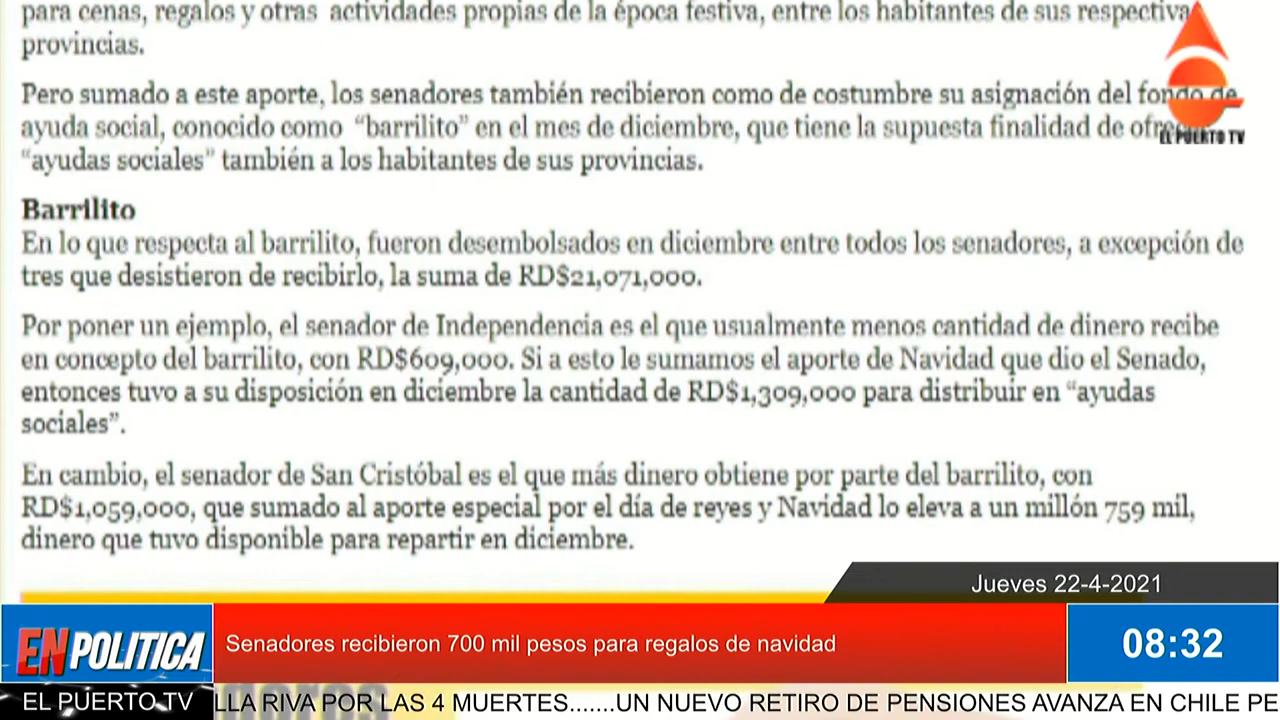 para cenas, regalos y otras actividades propias de la época festiva, entre los habitantes de sus respectiva
provincias.
Pero sumado a este aporte, los senadores también recibieron como de costumbre su asignación del fondo de
ayuda social, conocido como “barrilito” en el mes de diciembre, que tiene la supuesta finalidad de
“ayudas sociales” también a los habitantes de sus provincias.
EL PUERTO TV
Barrilito
En lo que respecta al barrilito, fueron desembolsados en diciembre entre todos los senadores, a excepción de
tres que desistieron de recibirlo, la suma de RD$21,071,000.
Por poner un ejemplo, el senador de Independencia es el que usualmente menos cantidad de dinero recibe
en concepto del barrilito, con RD$609,000. Si a esto le sumamos el aporte de Navidad que dio el Senado,
entonces tuvo a su disposición en diciembre la cantidad de RD$1,309,000 para distribuir en “ayudas
sociales”.
En cambio, el senador de San Cristóbal es el que más dinero obtiene por parte del barrilito, con
RD$1,059,000, que sumado al aporte especial por el día de reyes y Navidad lo eleva a un millón 759 mil,
dinero que tuvo disponible para repartir en diciembre.
Jueves 22-4-2021
EN POLITICA
Senadores recibieron 700 mil pesos para regalos de navidad
08:32
EL PUERTO TV
LLA RIVA POR LAS 4 MUERTES.......UN NUEVO RETIRO DE PENSIONES AVANZA EN CHILE PE